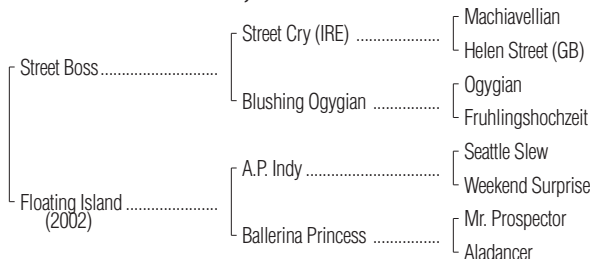 Machiavellian
Street Cry (IRE) ..................
Helen Street (GB)
Street Boss.........................
Ogygian
Blushing Ogygian ...............
Fruhlingshochzeit
Seattle Slew
A.P. Indy .............................
Weekend Surprise
Floating Island ....................
(2002)
Mr. Prospector
Ballerina Princess ...............
Aladancer